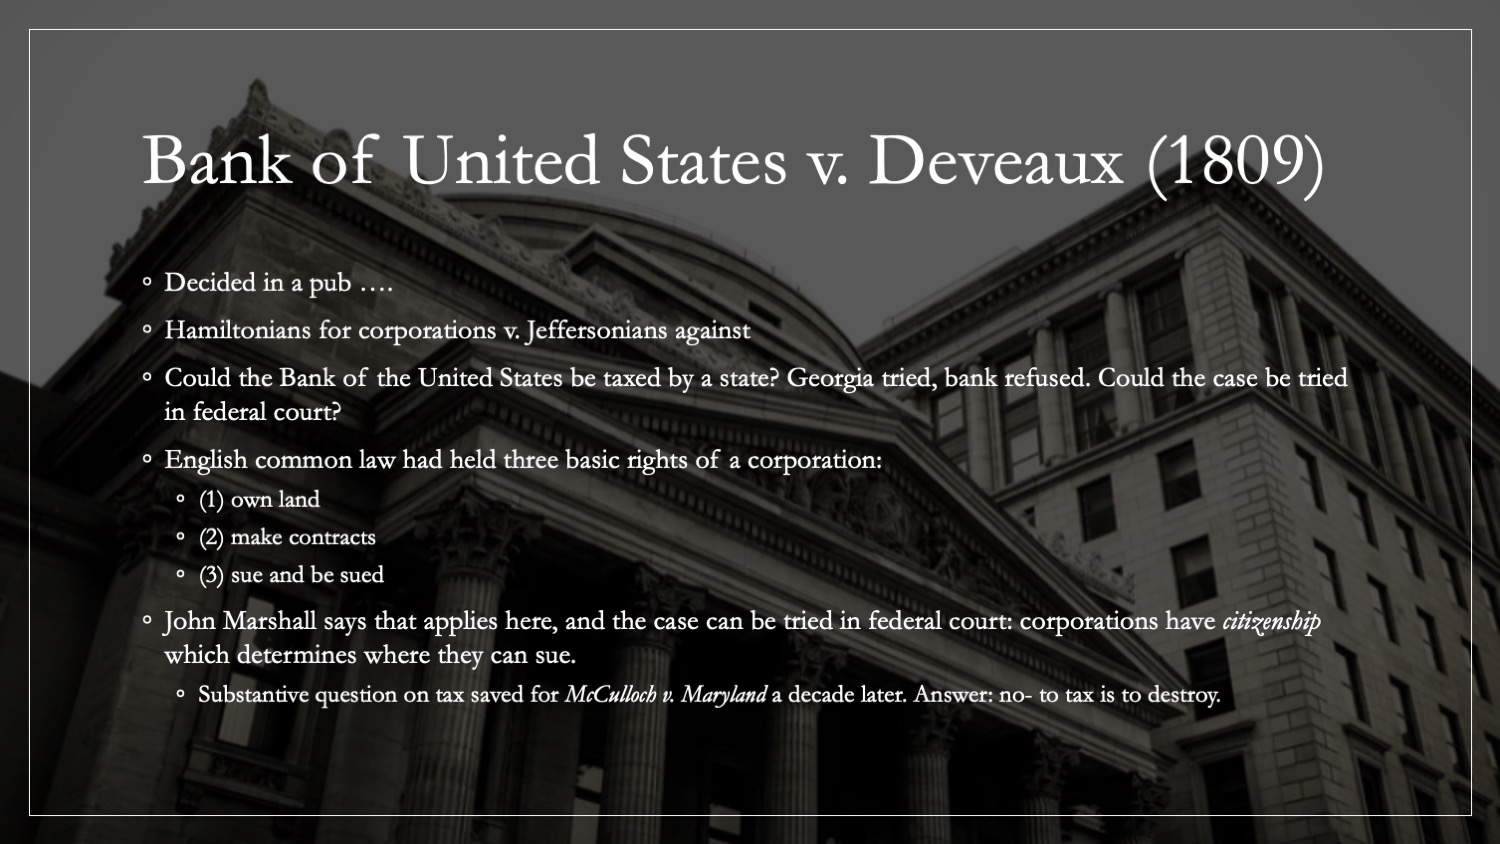 Bank of United States v. Deveaux (1809)
◦ Decided in a pub ….
◦ Hamiltonians for corporations v. Jeffersonians against
◦ Could the Bank of the United States be taxed by a state? Georgia tried, bank refused. Could the case be tried
in federal court?
◦ English common law had held three basic rights of a corporation:
◦ (1) own land
◦ (2) make contracts
◦ (3) sue and be sued
◦ John Marshall says that applies here, and the case can be tried in federal court: corporations have citizenship
which determines where they can sue.
◦ Substantive question on tax saved for McCulloch v. Maryland a decade later. Answer: no- to tax is to destroy.